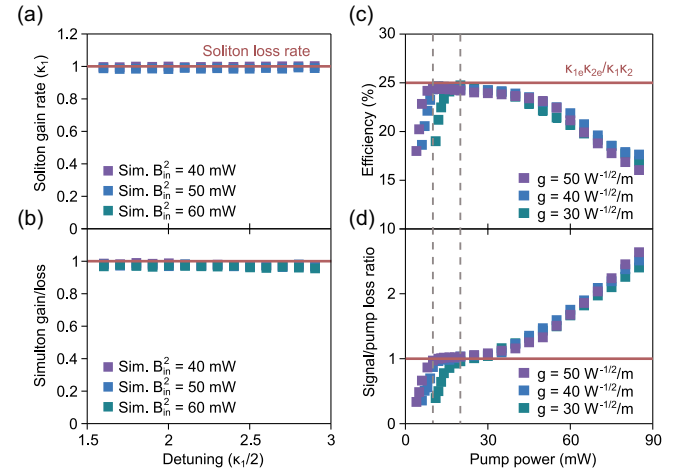 (a)
Soliton gain rate (κ₁)
1.2
1
0.8
0.6
0.4
0.2
0
Soliton loss rate
Sim. B²in = 40 mW
Sim. B²in = 50 mW
Sim. B²in = 60 mW
(b)
Simulton gain/loss
1
0.8
0.6
0.4
0.2
0
Sim. B²in = 40 mW
Sim. B²in = 50 mW
Sim. B²in = 60 mW
1.5
2
2.5
3
Detuning (κ₁/2)
(c)
Efficiency (%)
30
25
20
15
10
κ₁ₑκ₂ₑ/κ₁κ₂
g = 50 W⁻¹/²/m
g = 40 W⁻¹/²/m
g = 30 W⁻¹/²/m
(d)
Signal/pump loss ratio
2
1
0
g = 50 W⁻¹/²/m
g = 40 W⁻¹/²/m
g = 30 W⁻¹/²/m
0
30
60
90
Pump power (mW)